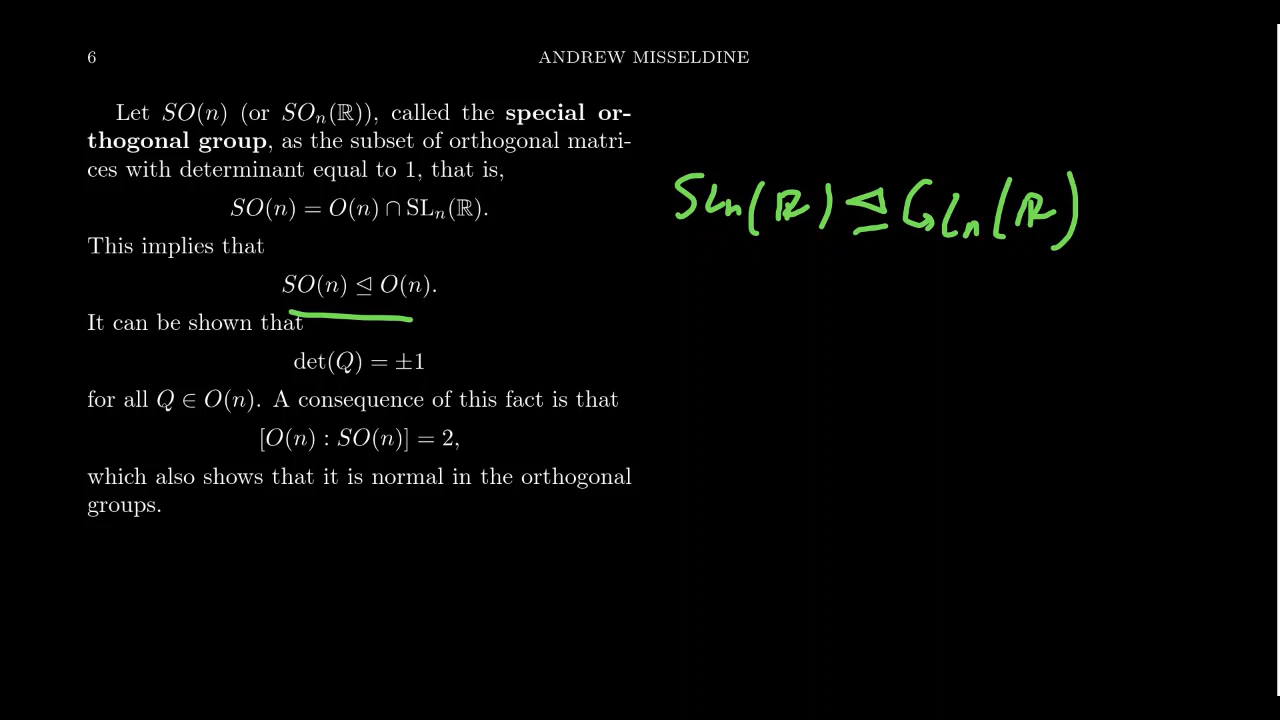 6 ANDREW MISSELDINE
Let SO(n) (or SOₙ(ℝ)), called the special or-
thogonal group, as the subset of orthogonal matri-
ces with determinant equal to 1, that is,
SO(n) = O(n) ∩ SLₙ(ℝ).
SLₙ(ℝ) ⊴ GLₙ(ℝ)
This implies that
SO(n) ⊴ O(n).
It can be shown that
det(Q) = ±1
for all Q ∈ O(n). A consequence of this fact is that
[O(n) : SO(n)] = 2,
which also shows that it is normal in the orthogonal
groups.